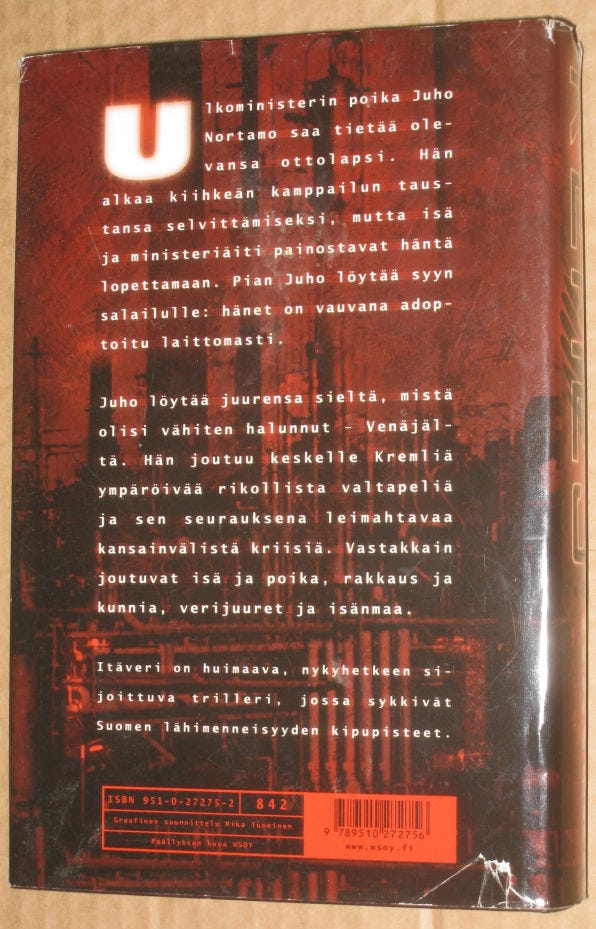 Ulkoministerin poika Juho
Nortamo saa tietää ole-
vansa ottolapsi. Hän
alkaa kiihkeän kamppailun taus-
tansa selvittämiseksi, mutta isä
ja ministeriäiti painostavat häntä
lopettamaan. Pian Juho löytää syyn
salailulle: hänet on vauvana adop-
toitu laittomasti.
Juho löytää juurensa sieltä, mistä
olisi vähiten halunnut – Venäjäl-
tä. Hän joutuu keskelle Kremliä
ympäröivää rikollista valtapeliä
ja sen seurauksena leimahtavaa
kansainvälistä kriisiä. Vastakkain
joutuvat isä ja poika, rakkaus ja
kunnia, verijuuret ja isänmaa.
Itäveri on huimaava, nykyhetkeen si-
joittuva trilleri, jossa sykkivät
Suomen lähimenneisyyden kipupisteet.
ISBN 951-0-27275-2 842
Graafinen suunnittelu Mika Tuominen
Päällyksen kuva WSOY
9 789510 272756
www.wsoy.fi